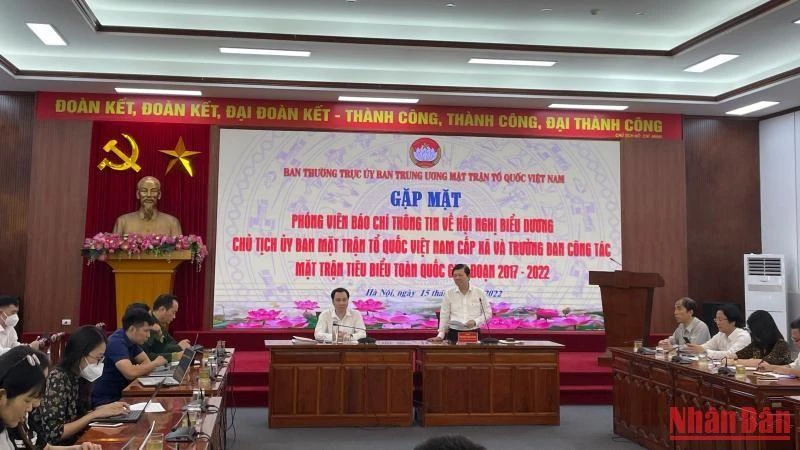 ĐOÀN KẾT, ĐOÀN KẾT, ĐẠI ĐOÀN KẾT - THÀNH CÔNG, THÀNH CÔNG, ĐẠI THÀNH CÔNG
CHỦ TỊCH HỒ CHÍ MINH
BAN THƯỜNG TRỰC ỦY BAN TRUNG ƯƠNG MẶT TRẬN TỔ QUỐC VIỆT NAM
GẶP MẶT
PHÓNG VIÊN BÁO CHÍ THÔNG TIN VỀ HỘI NGHỊ BIỂU DƯƠNG
CHỦ TỊCH ỦY BAN MẶT TRẬN TỔ QUỐC VIỆT NAM CẤP XÃ VÀ TRƯỞNG BAN CÔNG TÁC
MẶT TRẬN TIÊU BIỂU TOÀN QUỐC ĐOẠN 2017 - 2022
Hà Nội, ngày 15 thá 2022
Nhân Dân